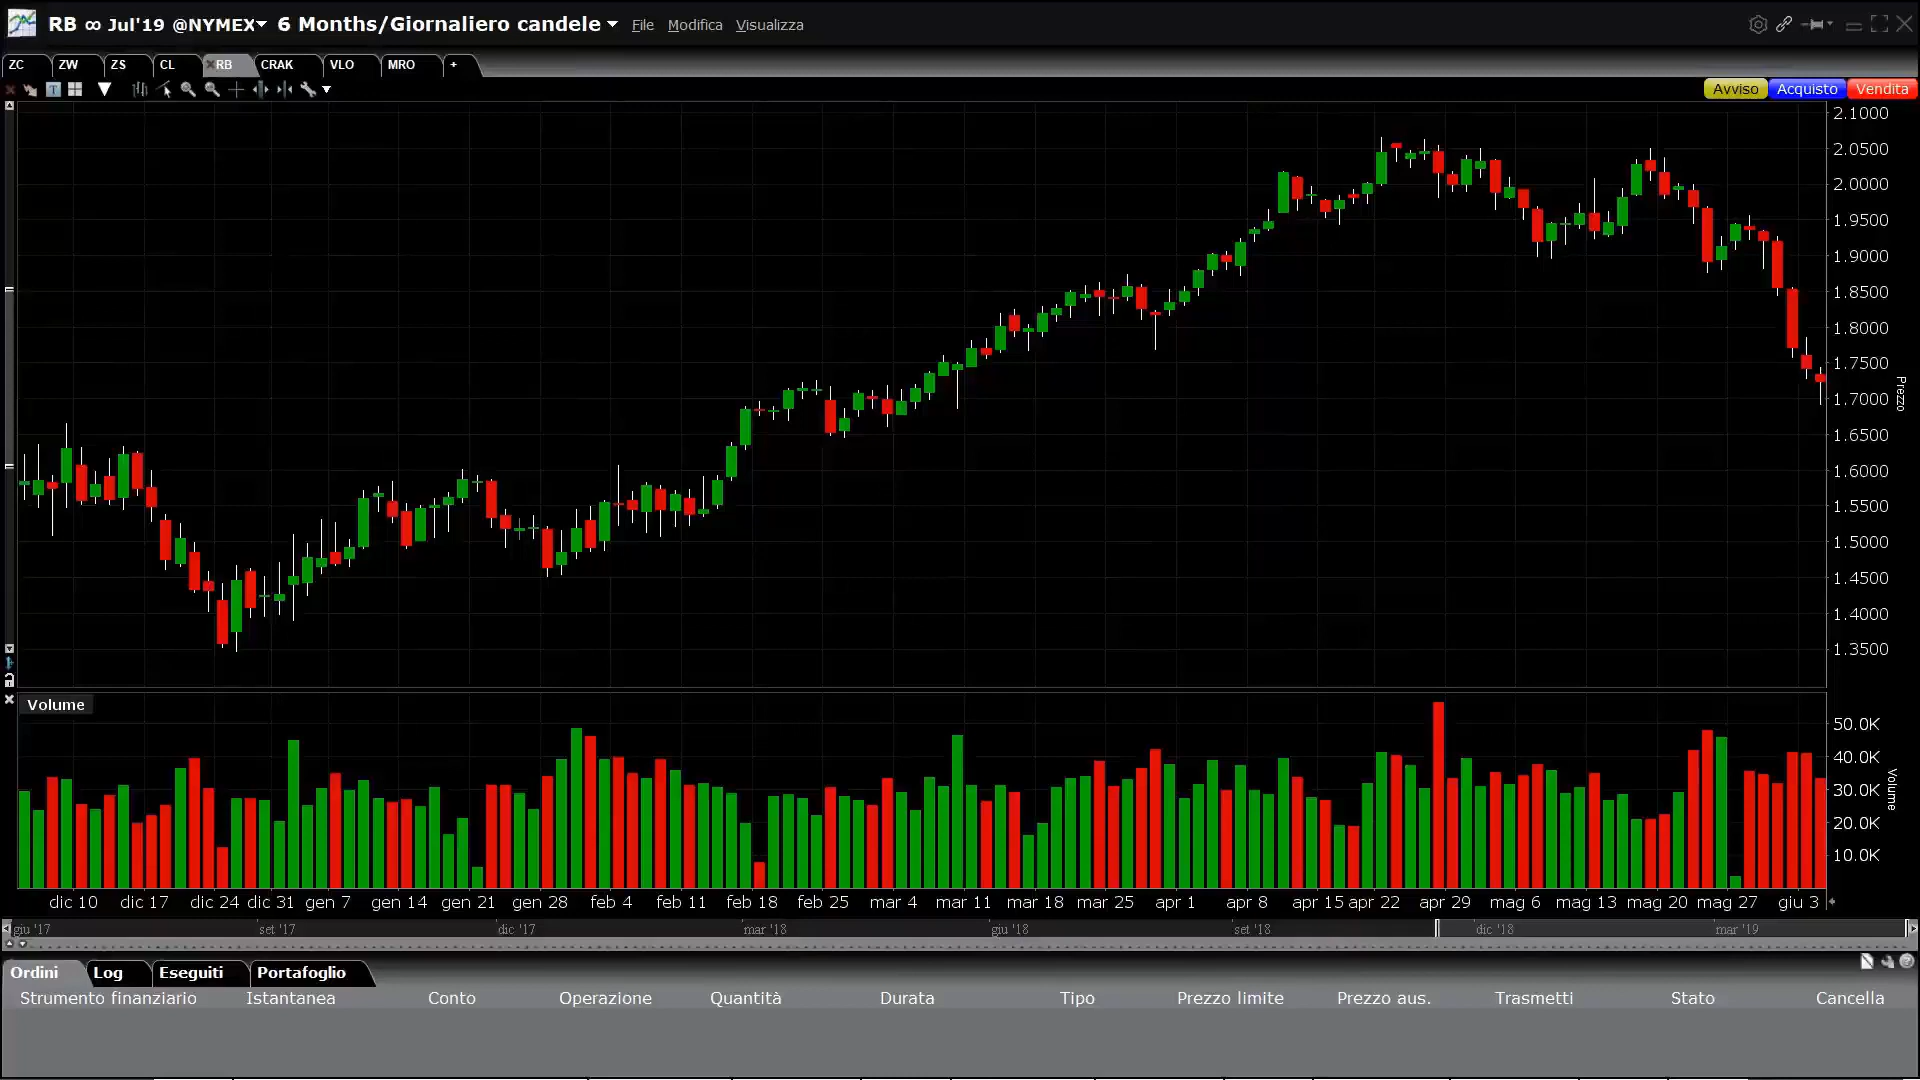 RB ∞ Jul'19 @NYMEX 6 Months/Giornaliero candele File Modifica Visualizza
ZC ZW ZS CL RB CRAK VLO MRO +
T Avviso Acquisto Vendita
2.1000
2.0500
2.0000
1.9500
1.9000
1.8500
1.8000
1.7500
1.7000
1.6500
1.6000
1.5500
1.5000
1.4500
1.4000
1.3500
Prezzo
Volume
50.0K
40.0K
30.0K
20.0K
10.0K
Volume
dic 10 dic 17 dic 24 dic 31 gen 7 gen 14 gen 21 gen 28 feb 4 feb 11 feb 18 feb 25 mar 4 mar 11 mar 18 mar 25 apr 1 apr 8 apr 15 apr 22 apr 29 mag 6 mag 13 mag 20 mag 27 giu 3
giu '17 set '17 dic '17 mar '18 giu '18 set '18 dic '18 mar '19
Ordini Log Eseguiti Portafoglio
Strumento finanziario Istantanea Conto Operazione Quantità Durata Tipo Prezzo limite Prezzo aus. Trasmetti Stato Cancella